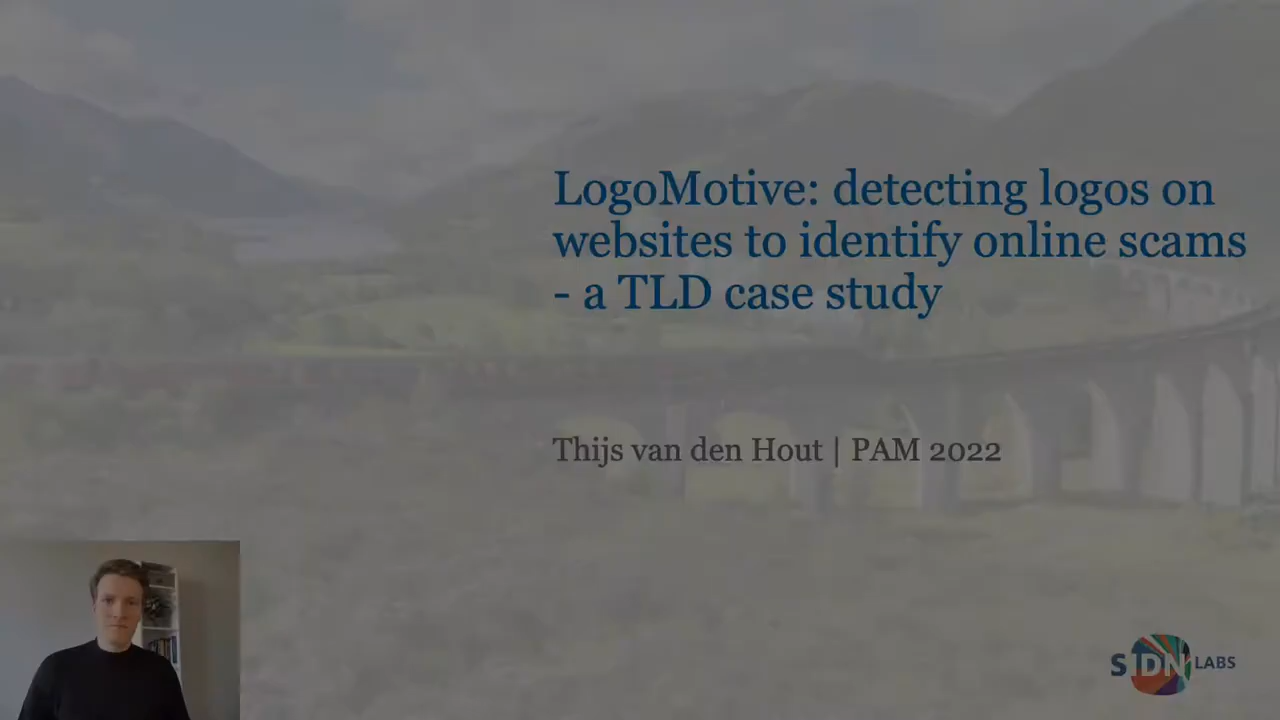 LogoMotive: detecting logos on
websites to identify online scams
- a TLD case study
Thijs van den Hout | PAM 2022
SIDN LABS